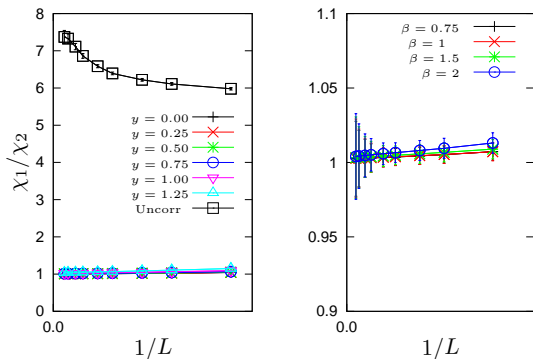 8
7
6
5
4
3
2
1
0
χ₁/χ₂
y = 0.00
y = 0.25
y = 0.50
y = 0.75
y = 1.00
y = 1.25
Uncorr
0.0
1/L
1.1
1.05
1
0.95
0.9
β = 0.75
β = 1
β = 1.5
β = 2
0.0
1/L